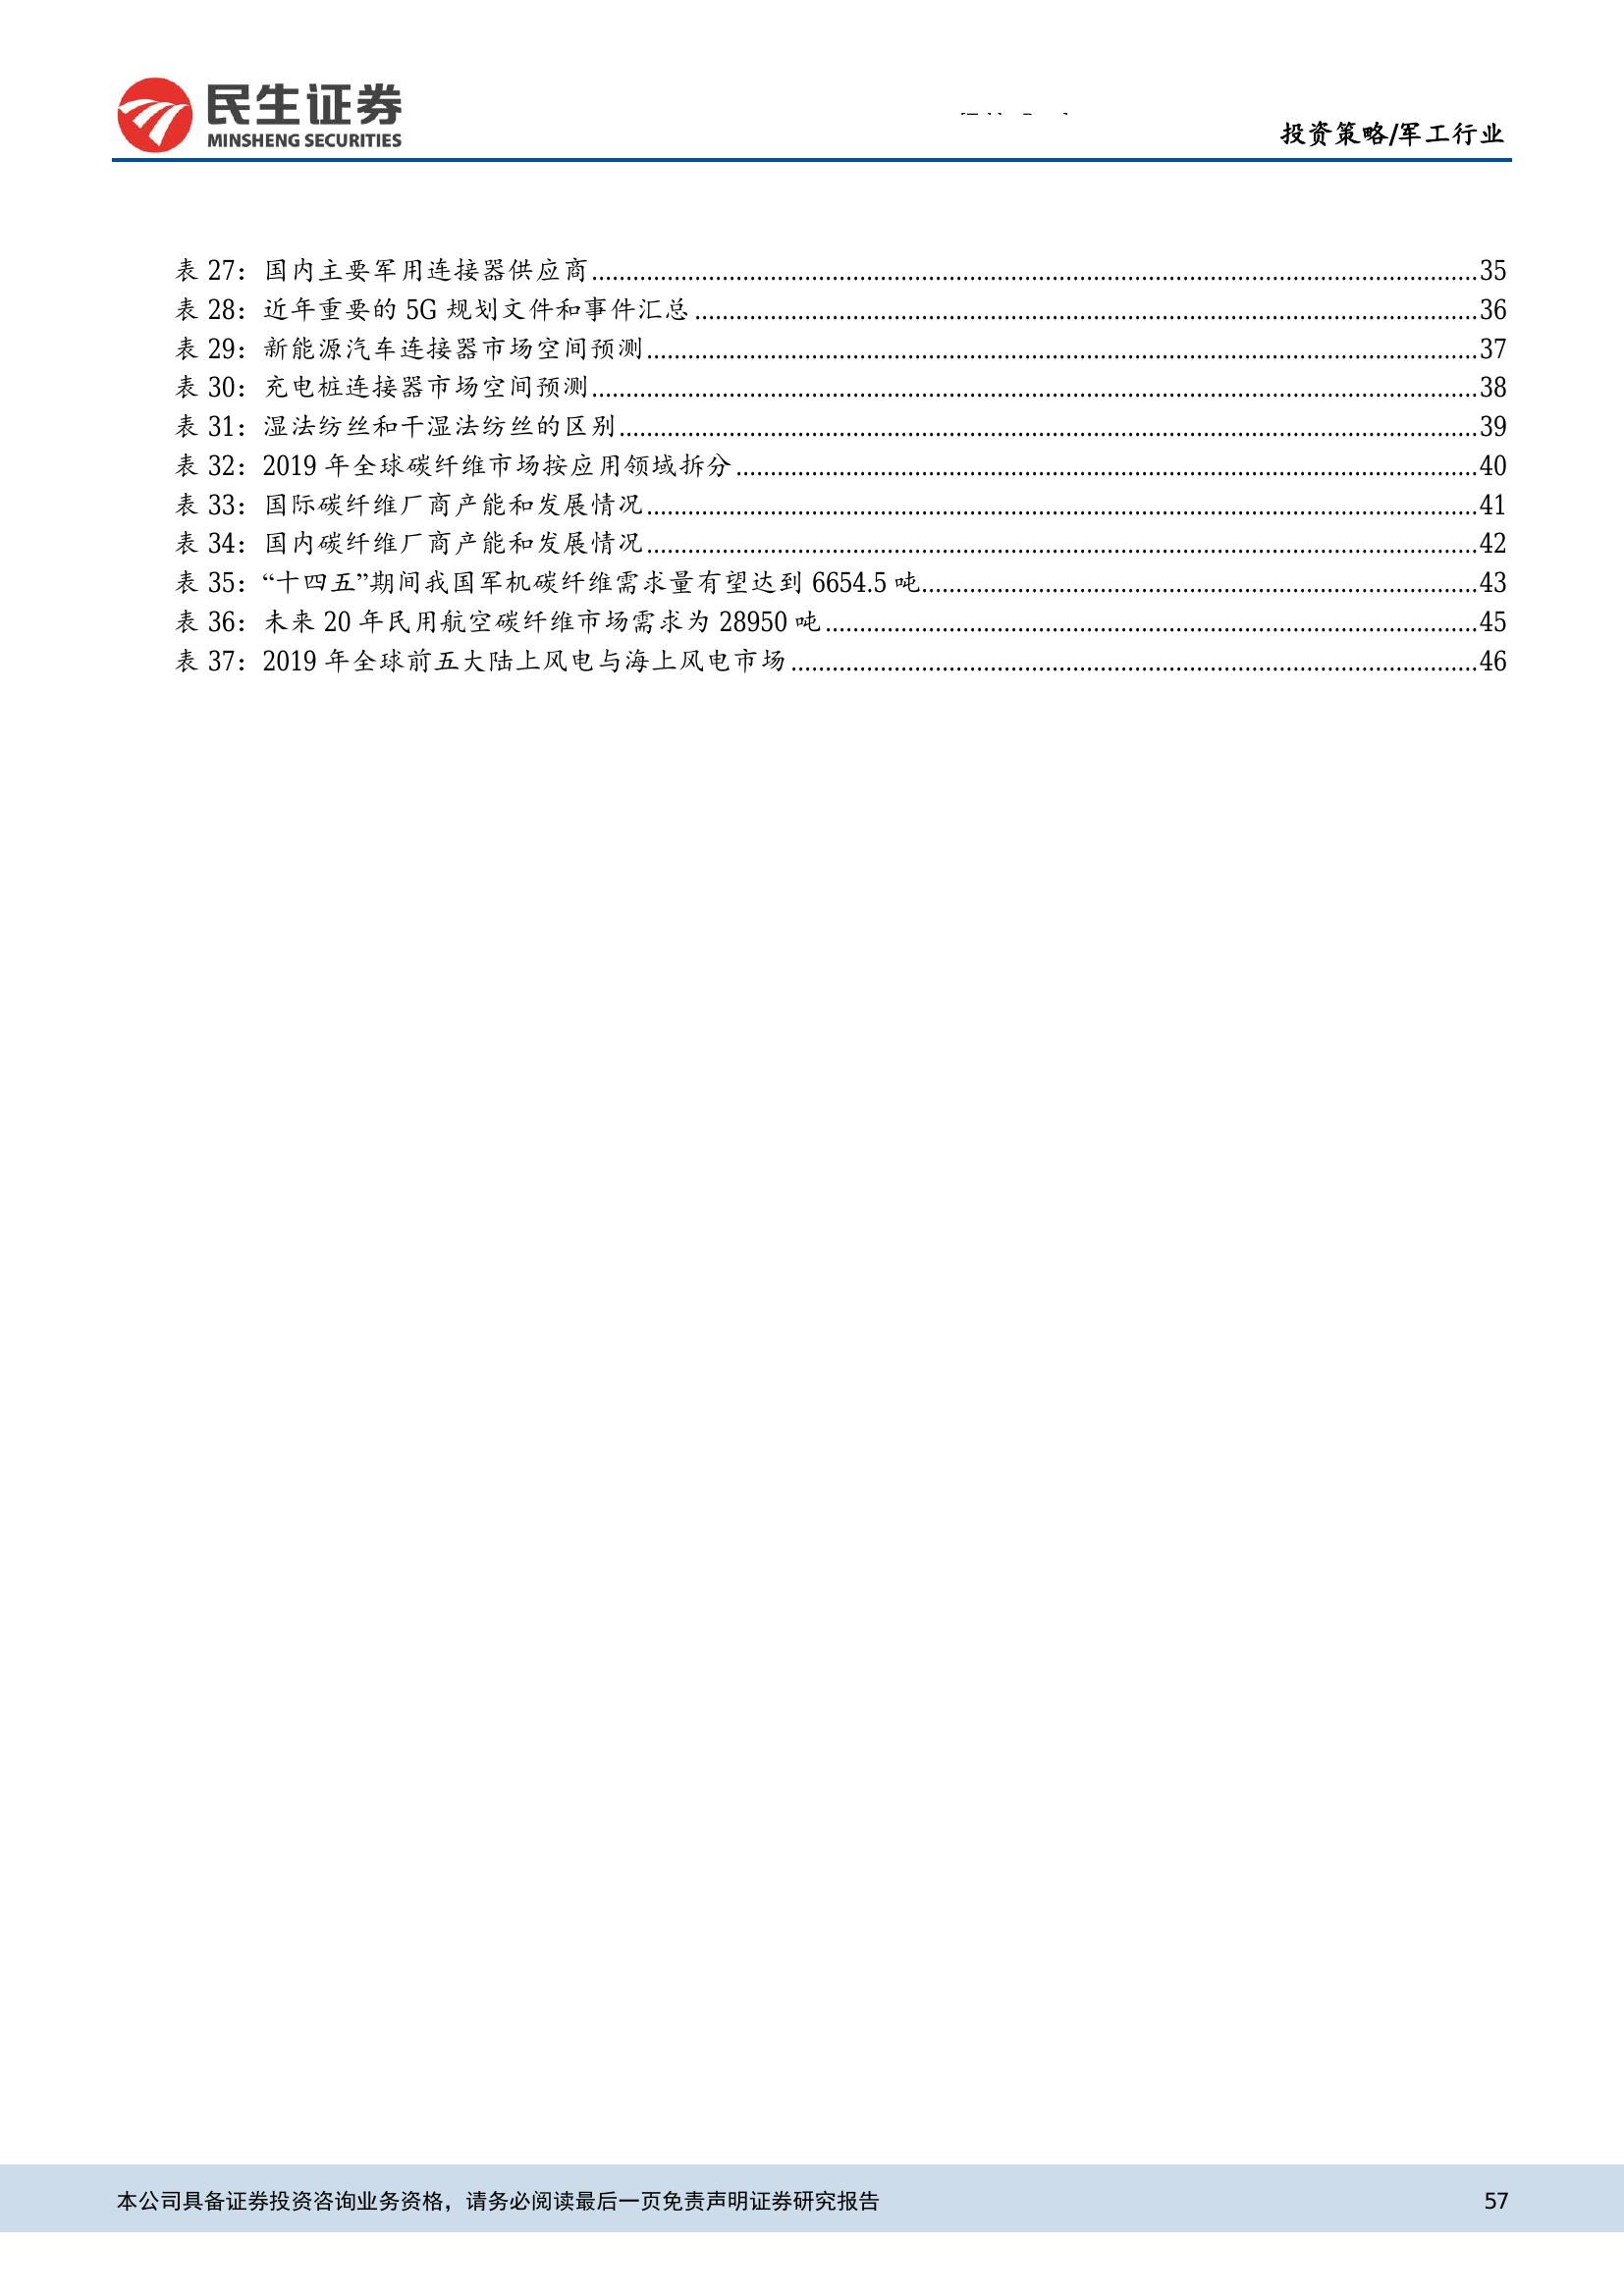 民生证券
MINSHENG SECURITIES
投资策略/军工行业
表 27：国内主要军用连接器供应商................35
表 28：近年重要的 5G 规划文件和事件汇总................36
表 29：新能源汽车连接器市场空间预测................37
表 30：充电桩连接器市场空间预测................38
表 31：湿法纺丝和干湿法纺丝的区别................39
表 32：2019 年全球碳纤维市场按应用领域拆分................40
表 33：国际碳纤维厂商产能和发展情况................41
表 34：国内碳纤维厂商产能和发展情况................42
表 35：“十四五”期间我国军机碳纤维需求量有望达到 6654.5 吨................43
表 36：未来 20 年民用航空碳纤维市场需求为 28950 吨................45
表 37：2019 年全球前五大陆上风电与海上风电市场................46
本公司具备证券投资咨询业务资格，请务必阅读最后一页免责声明证券研究报告 57